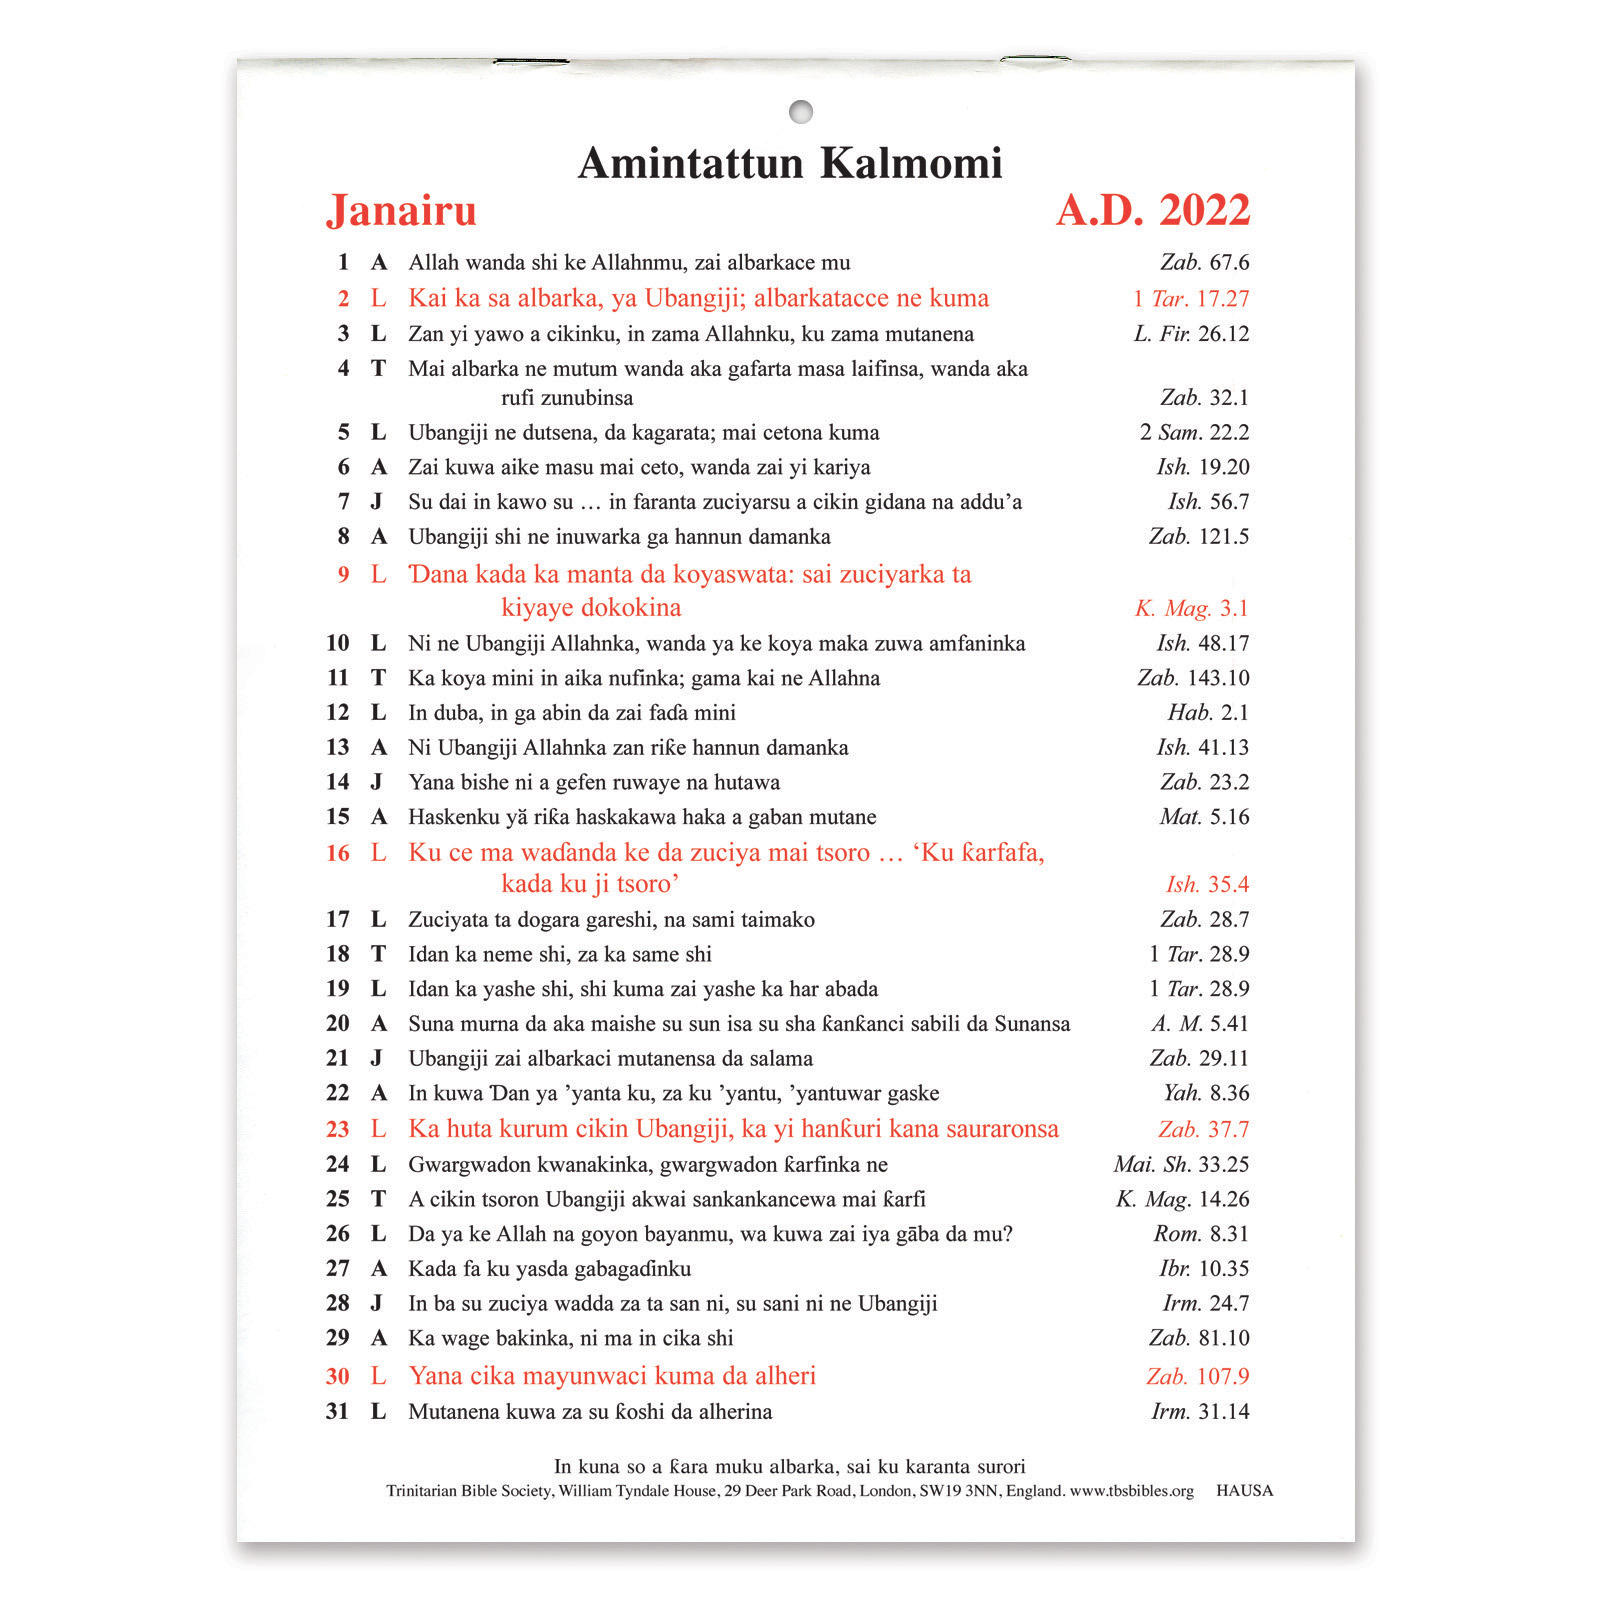 Amintattun Kalmomi
Janairu A.D. 2022
1 A Allah wanda shi ke Allahnmu, zai albarkace mu Zab. 67.6
2 L Kai ka sa albarka, ya Ubangiji; albarkatacce ne kuma 1 Tar. 17.27
3 L Zan yi yawo a cikinku, in zama Allahnku, ku zama mutanena L. Fir. 26.12
4 T Mai albarka ne mutum wanda aka gafarta masa laifinsa, wanda aka
rufi zunubinsa Zab. 32.1
5 L Ubangiji ne dutsena, da kagarata; mai cetona kuma 2 Sam. 22.2
6 A Zai kuwa aike masu mai ceto, wanda zai yi kariya Ish. 19.20
7 J Su dai in kawo su … in faranta zuciyarsu a cikin gidana na addu’a Ish. 56.7
8 A Ubangiji shi ne inuwarka ga hannun damanka Zab. 121.5
9 L Ɗana kada ka manta da koyaswata: sai zuciyarka ta
kiyaye dokokina K. Mag. 3.1
10 L Ni ne Ubangiji Allahnka, wanda ya ke koya maka zuwa amfaninka Ish. 48.17
11 T Ka koya mini in aika nufinka; gama kai ne Allahna Zab. 143.10
12 L In duba, in ga abin da zai faɗa mini Hab. 2.1
13 A Ni Ubangiji Allahnka zan riƙe hannun damanka Ish. 41.13
14 J Yana bishe ni a gefen ruwaye na hutawa Zab. 23.2
15 A Haskenku yă riƙa haskakawa haka a gaban mutane Mat. 5.16
16 L Ku ce ma waɗanda ke da zuciya mai tsoro … ‘Ku ƙarfafa,
kada ku ji tsoro’ Ish. 35.4
17 L Zuciyata ta dogara gareshi, na sami taimako Zab. 28.7
18 T Idan ka neme shi, za ka same shi 1 Tar. 28.9
19 L Idan ka yashe shi, shi kuma zai yashe ka har abada 1 Tar. 28.9
20 A Suna murna da aka maishe su sun isa su sha ƙanƙanci sabili da Sunansa A. M. 5.41
21 J Ubangiji zai albarkaci mutanensa da salama Zab. 29.11
22 A In kuwa Ɗan ya ’yanta ku, za ku ’yantu, ’yantuwar gaske Yah. 8.36
23 L Ka huta kurum cikin Ubangiji, ka yi hanƙuri kana sauraronsa Zab. 37.7
24 L Gwargwadon kwanakinka, gwargwadon ƙarfinka ne Mai. Sh. 33.25
25 T A cikin tsoron Ubangiji akwai sankankancewa mai ƙarfi K. Mag. 14.26
26 L Da ya ke Allah na goyon bayanmu, wa kuwa zai iya gāba da mu? Rom. 8.31
27 A Kada fa ku yasda gabagaɗinku Ibr. 10.35
28 J In ba su zuciya wadda za ta san ni, su sani ni ne Ubangiji Irm. 24.7
29 A Ka wage bakinka, ni ma in cika shi Zab. 81.10
30 L Yana cika mayunwaci kuma da alheri Zab. 107.9
31 L Mutanena kuwa za su ƙoshi da alherina Irm. 31.14
In kuna so a ƙara muku albarka, sai ku karanta surori
Trinitarian Bible Society, William Tyndale House, 29 Deer Park Road, London, SW19 3NN, England. www.tbsbibles.org HAUSA